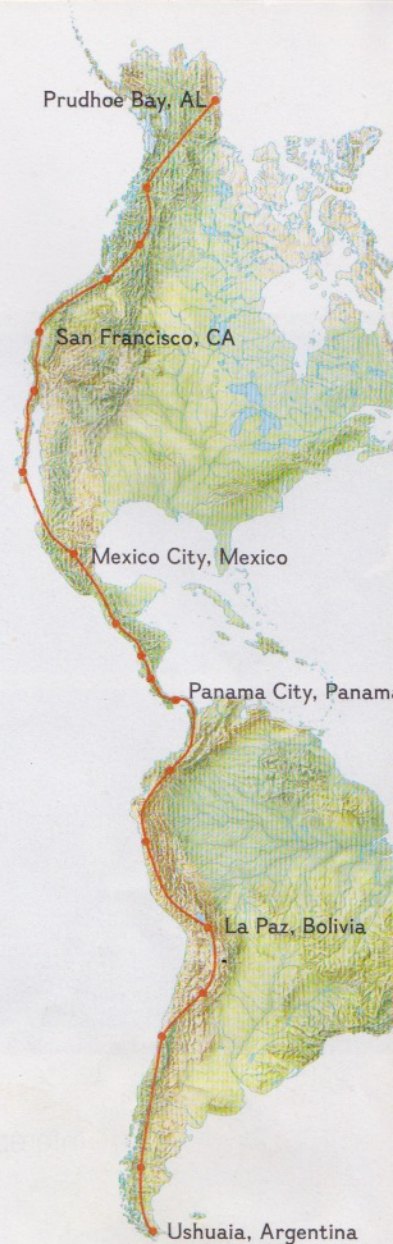 Prudhoe Bay, AL
San Francisco, CA
Mexico City, Mexico
Panama City, Panama
La Paz, Bolivia
Ushuaia, Argentina